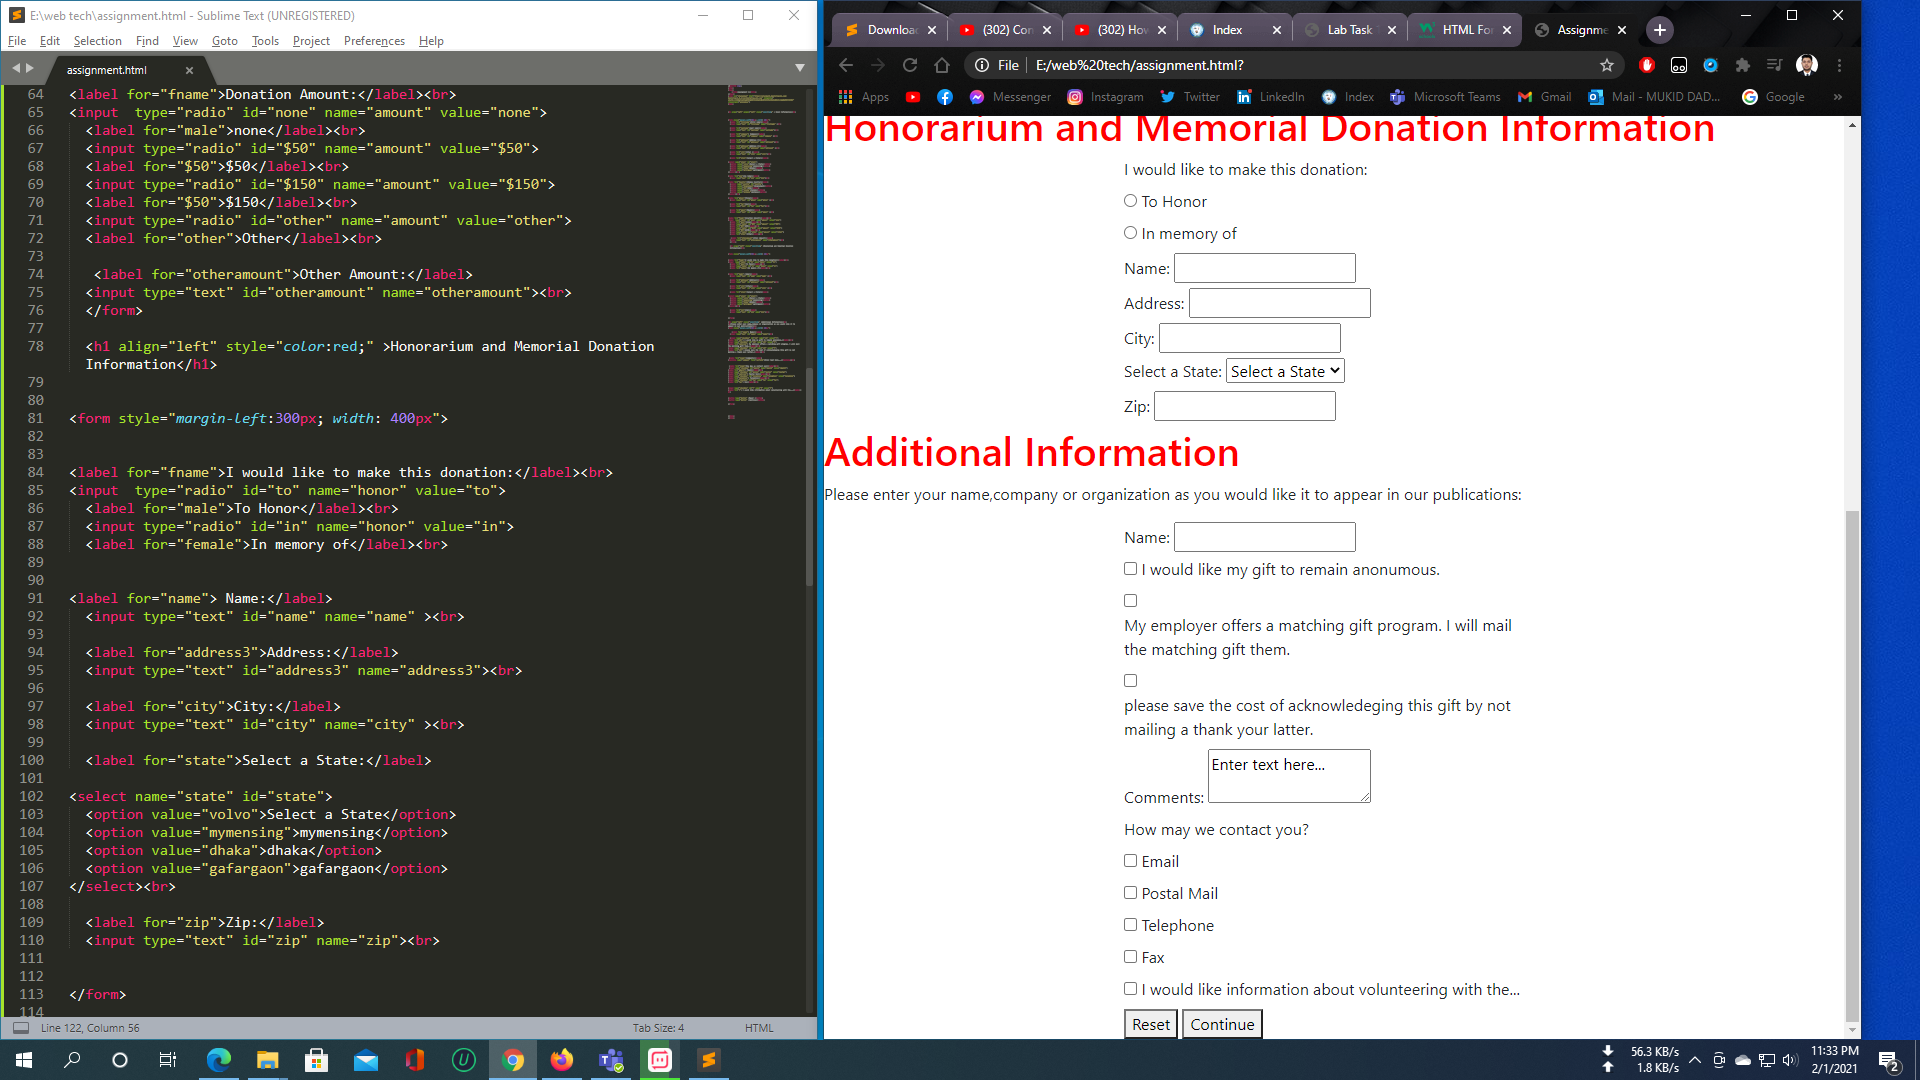 E:\web tech\assignment.html - Sublime Text (UNREGISTERED)
File Edit Selection Find View Goto Tools Project Preferences Help
assignment.html
64 <label for="fname">Donation Amount:</label><br>
65 <input  type="radio" id="none" name="amount" value="none">
66 <label for="male">none</label><br>
67 <input type="radio" id="$50" name="amount" value="$50">
68 <label for="$50">$50</label><br>
69 <input type="radio" id="$150" name="amount" value="$150">
70 <label for="$50">$150</label><br>
71 <input type="radio" id="other" name="amount" value="other">
72 <label for="other">Other</label><br>
73
74 <label for="otheramount">Other Amount:</label>
75 <input type="text" id="otheramount" name="otheramount"><br>
76 </form>
77
78 <h1 align="left" style="color:red;" >Honorarium and Memorial Donation
Information</h1>
79
80
81 <form style="margin-left:300px; width: 400px">
82
83
84 <label for="fname">I would like to make this donation:</label><br>
85 <input  type="radio" id="to" name="honor" value="to">
86 <label for="male">To Honor</label><br>
87 <input type="radio" id="in" name="honor" value="in">
88 <label for="female">In memory of</label><br>
89
90
91 <label for="name"> Name:</label>
92 <input type="text" id="name" name="name" ><br>
93
94 <label for="address3">Address:</label>
95 <input type="text" id="address3" name="address3"><br>
96
97 <label for="city">City:</label>
98 <input type="text" id="city" name="city" ><br>
99
100 <label for="state">Select a State:</label>
101
102 <select name="state" id="state">
103 <option value="volvo">Select a State</option>
104 <option value="mymensing">mymensing</option>
105 <option value="dhaka">dhaka</option>
106 <option value="gafargaon">gafargaon</option>
107 </select><br>
108
109 <label for="zip">Zip:</label>
110 <input type="text" id="zip" name="zip"><br>
111
112
113 </form>
114
Line 122, Column 56 Tab Size: 4 HTML
Downloa (302) Con (302) How Index Lab Task HTML Fo Assignme
File E:/web%20tech/assignment.html?
Apps Messenger Instagram Twitter LinkedIn Index Microsoft Teams Gmail Mail - MUKID DAD... Google »
Honorarium and Memorial Donation Information
I would like to make this donation:
To Honor
In memory of
Name:
Address:
City:
Select a State: Select a State
Zip:
Additional Information
Please enter your name,company or organization as you would like it to appear in our publications:
Name:
I would like my gift to remain anonumous.
My employer offers a matching gift program. I will mail
the matching gift them.
please save the cost of acknowledeging this gift by not
mailing a thank your latter.
Enter text here...
Comments:
How may we contact you?
Email
Postal Mail
Telephone
Fax
I would like information about volunteering with the...
Reset Continue
56.3 KB/s
1.8 KB/s
11:33 PM
2/1/2021
2